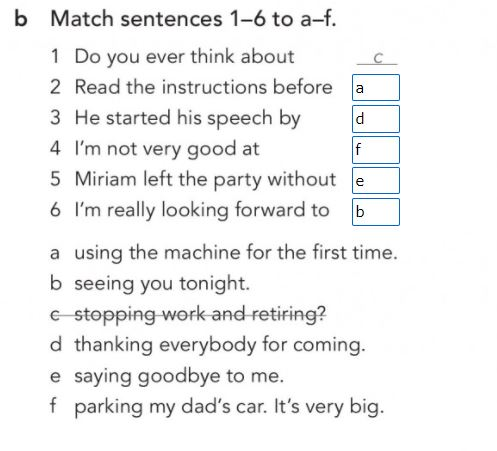 b Match sentences 1–6 to a–f.
1 Do you ever think about c
2 Read the instructions before a
3 He started his speech by d
4 I'm not very good at f
5 Miriam left the party without e
6 I'm really looking forward to b
a using the machine for the first time.
b seeing you tonight.
c stopping work and retiring?
d thanking everybody for coming.
e saying goodbye to me.
f parking my dad's car. It's very big.